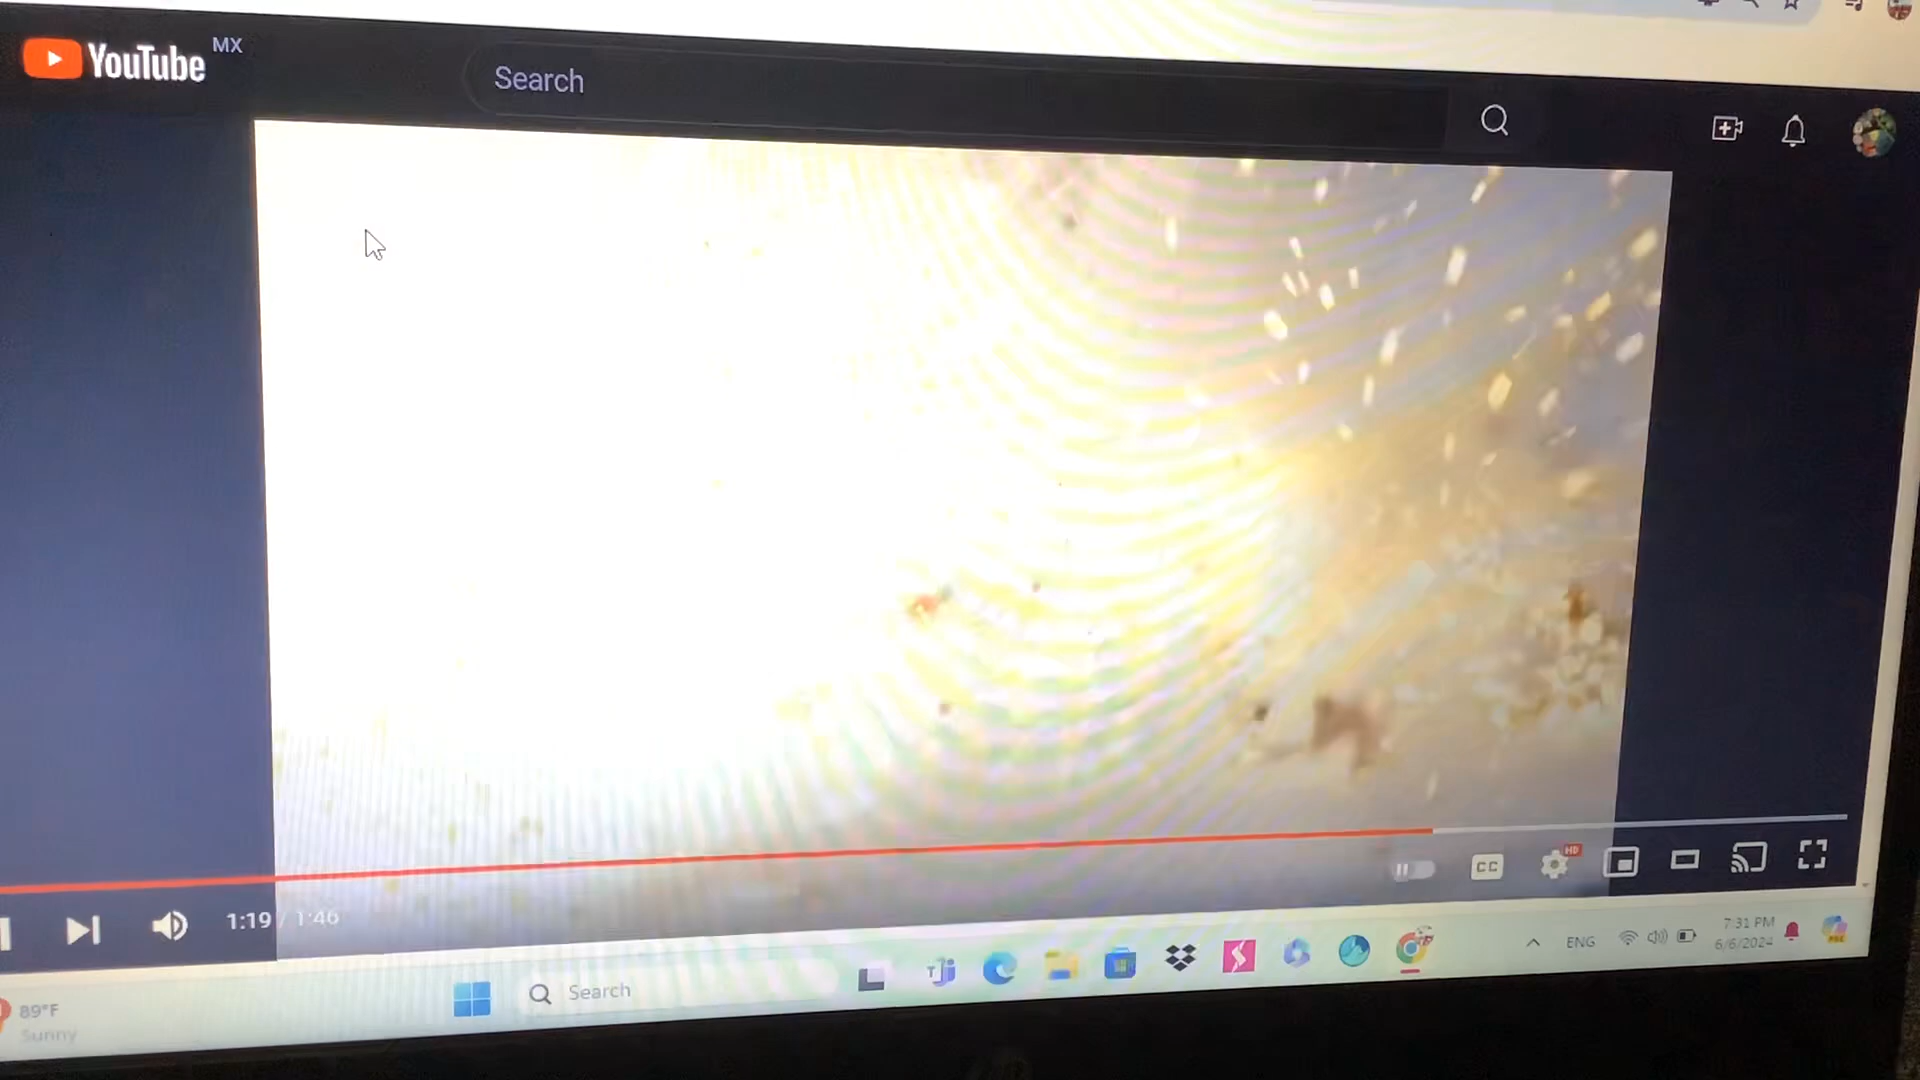 YouTube MX
Search
HD
CC
1:19 / 1:46
89°F
Sunny
Search
ENG
7:31 PM
6/6/2024